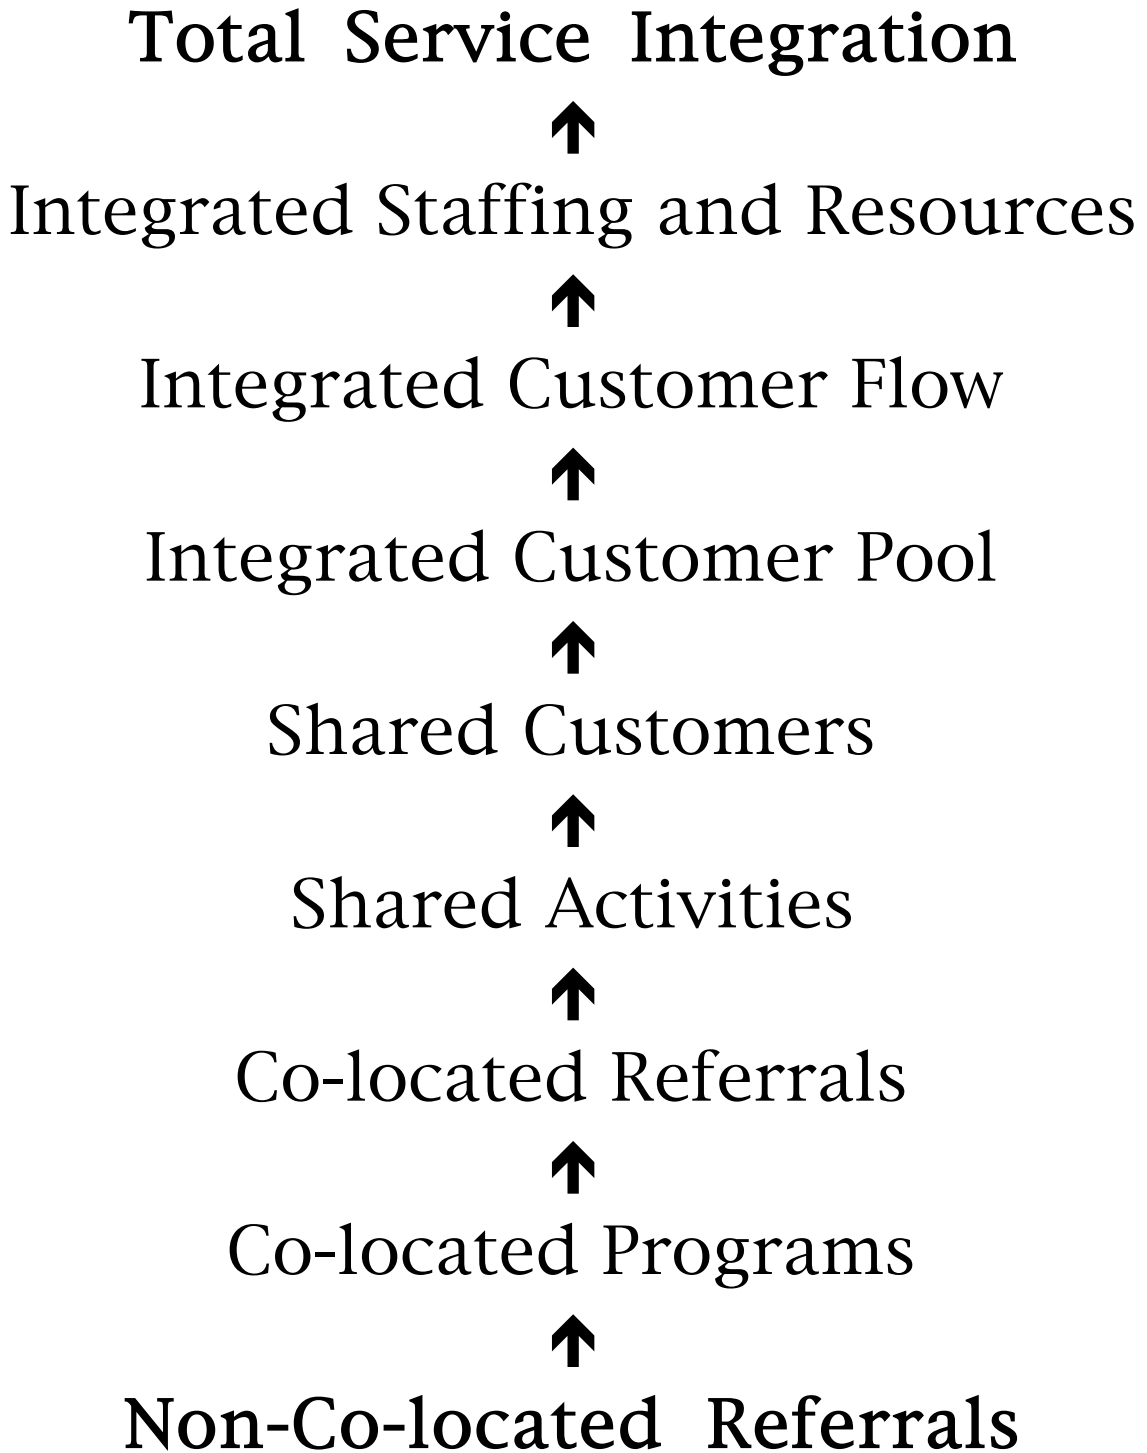 Total Service Integration
Integrated Staffing and Resources
Integrated Customer Flow
Integrated Customer Pool
Shared Customers
Shared Activities
Co-located Referrals
Co-located Programs
Non-Co-located Referrals